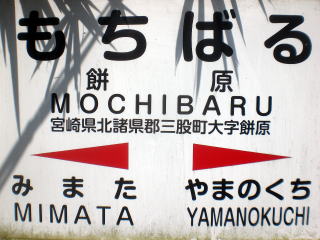 もちばる
餅原
MOCHIBARU
宮崎県北諸県郡三股町大字餅原
みまた やまのくち
MIMATA YAMANOKUCHI